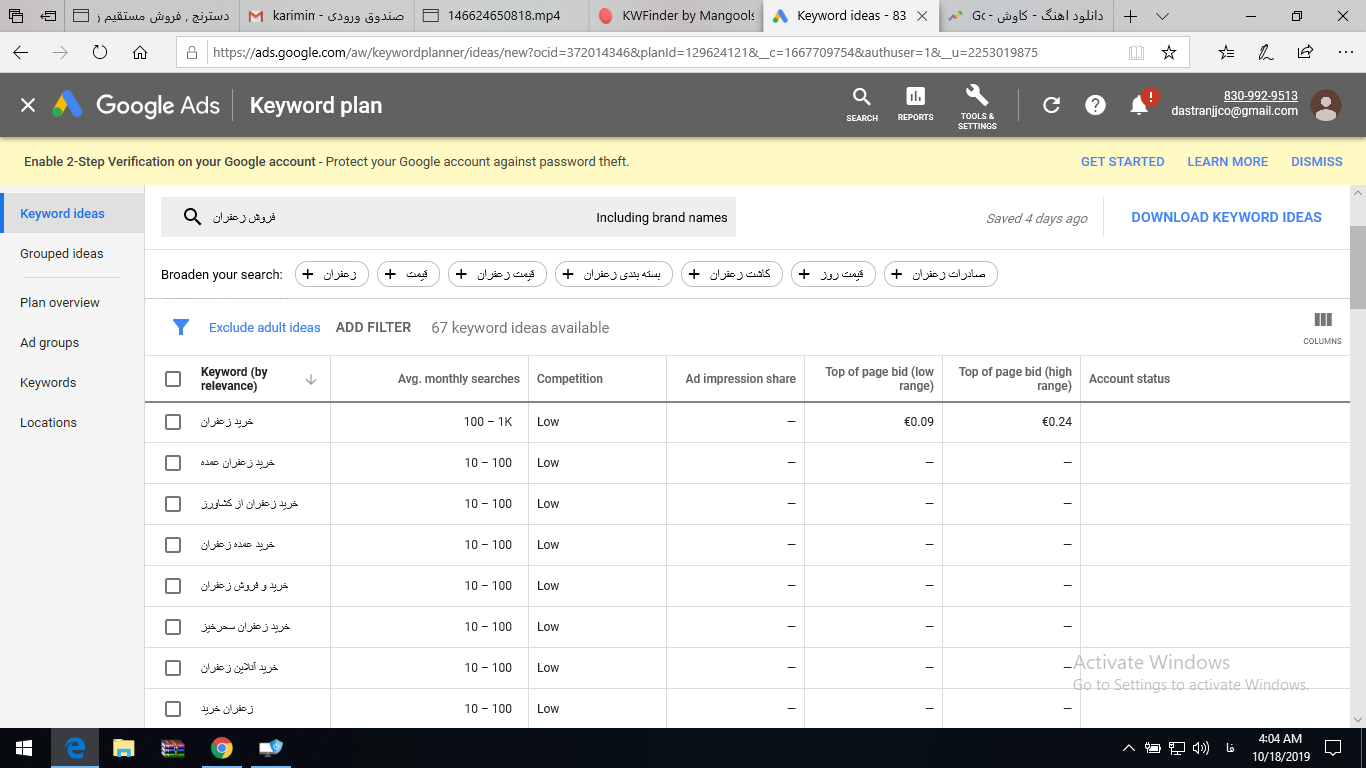 دسترنج , فروش مستقیم ز
karimin - صندوق ورودی
146624650818.mp4
KWFinder by Mangools
Keyword ideas - 83
دانلود اهنگ - کاوش - Gc
https://ads.google.com/aw/keywordplanner/ideas/new?ocid=372014346&planId=129624121&__c=1667709754&authuser=1&__u=2253019875
Google Ads
Keyword plan
SEARCH
REPORTS
TOOLS & SETTINGS
830-992-9513
dastranjjco@gmail.com
Enable 2-Step Verification on your Google account - Protect your Google account against password theft.
GET STARTED
LEARN MORE
DISMISS
Keyword ideas
Grouped ideas
Plan overview
Ad groups
Keywords
Locations
فروش زعفران
Including brand names
Saved 4 days ago
DOWNLOAD KEYWORD IDEAS
Broaden your search:
+ زعفران
+ قیمت
+ قیمت زعفران
+ بسته بندی زعفران
+ کاشت زعفران
+ قیمت روز
+ صادرات زعفران
Exclude adult ideas
ADD FILTER
67 keyword ideas available
COLUMNS
Keyword (by relevance)
Avg. monthly searches
Competition
Ad impression share
Top of page bid (low range)
Top of page bid (high range)
Account status
خرید زعفران 100 – 1K Low – €0.09 €0.24
خرید زعفران عمده 10 – 100 Low – – –
خرید زعفران از کشاورز 10 – 100 Low – – –
خرید عمده زعفران 10 – 100 Low – – –
خرید و فروش زعفران 10 – 100 Low – – –
خرید زعفران سحرخیز 10 – 100 Low – – –
خرید آنلاین زعفران 10 – 100 Low – – –
زعفران خرید 10 – 100 Low – – –
Activate Windows
Go to Settings to activate Windows.
فا
4:04 AM
10/18/2019